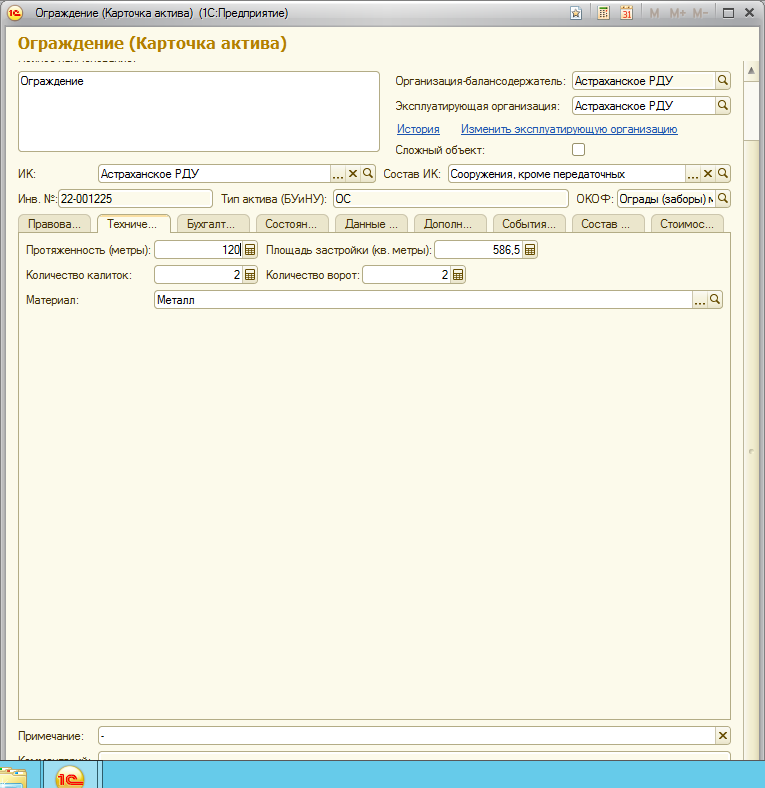 Ограждение (Карточка актива) (1С:Предприятие)
31 M M+ M-
Ограждение (Карточка актива)
Ограждение
Организация-балансодержатель: Астраханское РДУ
Эксплуатирующая организация: Астраханское РДУ
История Изменить эксплуатирующую организацию
Сложный объект:
ИК: Астраханское РДУ ... Состав ИК: Сооружения, кроме передаточных ...
Инв. №: 22-001225 Тип актива (БУиНУ): ОС ОКОФ: Ограды (заборы) м
Правова... Техниче... Бухгалт... Состоян... Данные ... Дополн... События... Состав ... Стоимос...
Протяженность (метры): 120 Площадь застройки (кв. метры): 586,5
Количество калиток: 2 Количество ворот: 2
Материал: Металл ...
Примечание: -
Комментарий:
1С